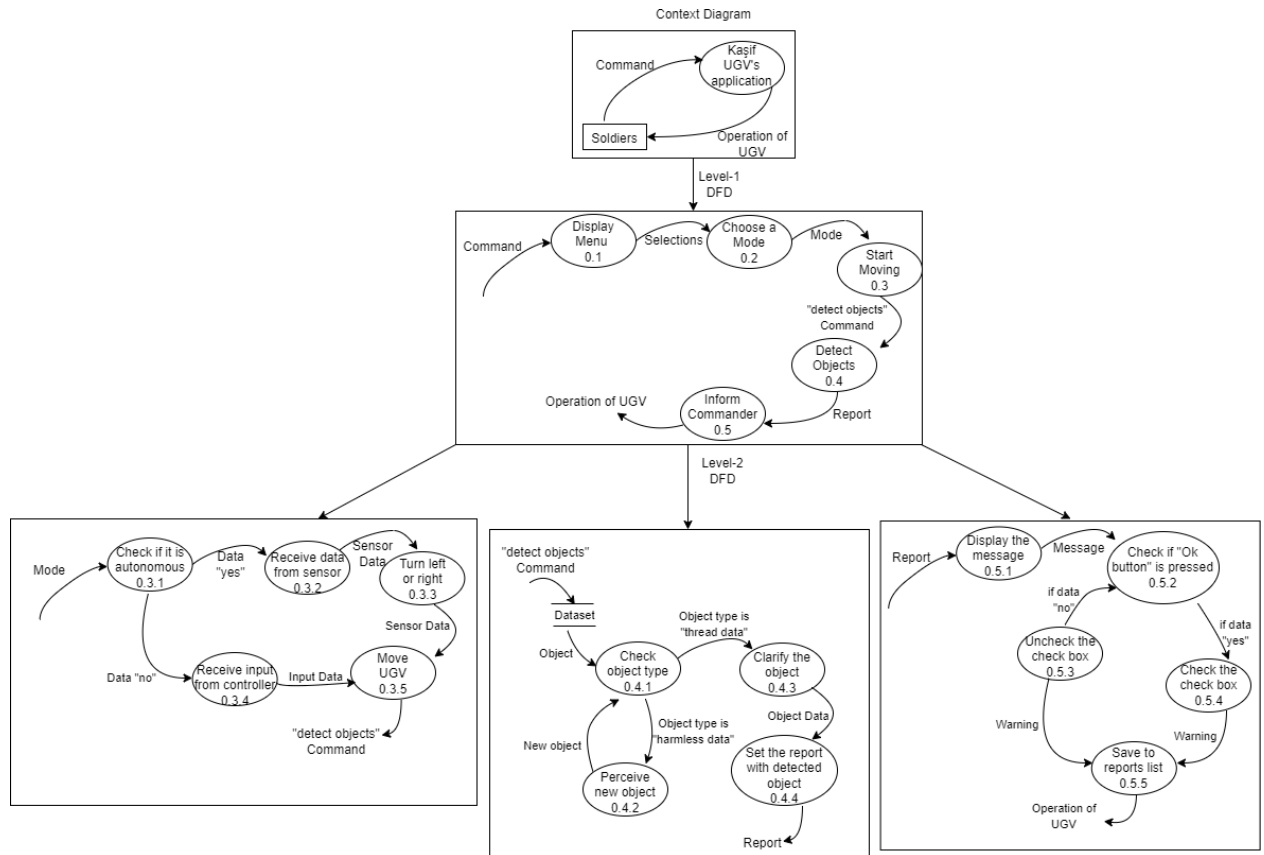 Context Diagram
Kaşif
UGV's
application
Command
Soldiers
Operation of
UGV
Level-1
DFD
Command
Display
Menu
0.1
Selections
Choose a
Mode
0.2
Mode
Start
Moving
0.3
"detect objects"
Command
Detect
Objects
0.4
Report
Inform
Commander
0.5
Operation of UGV
Level-2
DFD
Mode
Check if it is
autonomous
0.3.1
Data
"yes"
Receive data
from sensor
0.3.2
Sensor
Data
Turn left
or right
0.3.3
Sensor Data
Data "no"
Receive input
from controller
0.3.4
Input Data
Move
UGV
0.3.5
"detect objects"
Command
"detect objects"
Command
Dataset
Object
Check
object type
0.4.1
Object type is
"thread data"
Clarify the
object
0.4.3
Object Data
Object type is
"harmless data"
New object
Perceive
new object
0.4.2
Set the report
with detected
object
0.4.4
Report
Report
Display the
message
0.5.1
Message
Check if "Ok
button" is pressed
0.5.2
if data
"no"
Uncheck the
check box
0.5.3
if data
"yes"
Check the
check box
0.5.4
Warning
Warning
Save to
reports list
0.5.5
Operation of
UGV